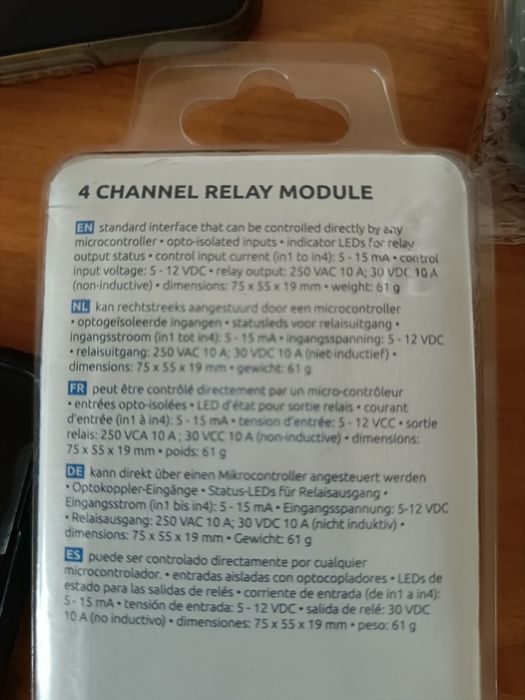 4 CHANNEL RELAY MODULE
EN standard interface that can be controlled directly by any
microcontroller • opto-isolated inputs • indicator LEDs for relay
output status • control input current (in1 to in4): 5 - 15 mA • control
input voltage: 5 - 12 VDC • relay output: 250 VAC 10 A; 30 VDC 10 A
(non-inductive) • dimensions: 75 x 55 x 19 mm • weight: 61 g
NL kan rechtstreeks aangestuurd door een microcontroller
• optogeïsoleerde ingangen • statusleds voor relaisuitgang •
ingangsstroom (in1 tot in4): 5 - 15 mA • ingangsspanning: 5 - 12 VDC
• relaisuitgang: 250 VAC 10 A; 30 VDC 10 A (niet-inductief) •
dimensions: 75 x 55 x 19 mm • gewicht: 61 g
FR peut être contrôlé directement par un micro-contrôleur
• entrées opto-isolées • LED d'état pour sortie relais • courant
d'entrée (in1 à in4): 5 - 15 mA • tension d'entrée: 5 - 12 VCC • sortie
relais: 250 VCA 10 A ; 30 VCC 10 A (non-inductive) • dimensions:
75 x 55 x 19 mm • poids: 61 g
DE kann direkt über einen Mikrocontroller angesteuert werden
• Optokoppler-Eingänge • Status-LEDs für Relaisausgang •
Eingangsstrom (in1 bis in4): 5 - 15 mA • Eingangsspannung: 5-12 VDC
• Relaisausgang: 250 VAC 10 A; 30 VDC 10 A (nicht induktiv) •
dimensions: 75 x 55 x 19 mm • Gewicht: 61 g
ES puede ser controlado directamente por cualquier
microcontrolador. • entradas aisladas con optocopladores • LEDs de
estado para las salidas de relés • corriente de entrada (de in1 a in4):
5 - 15 mA • tensión de entrada: 5 - 12 VDC • salida de relé: 30 VDC
10 A (no inductivo) • dimensiones: 75 x 55 x 19 mm • peso: 61 g